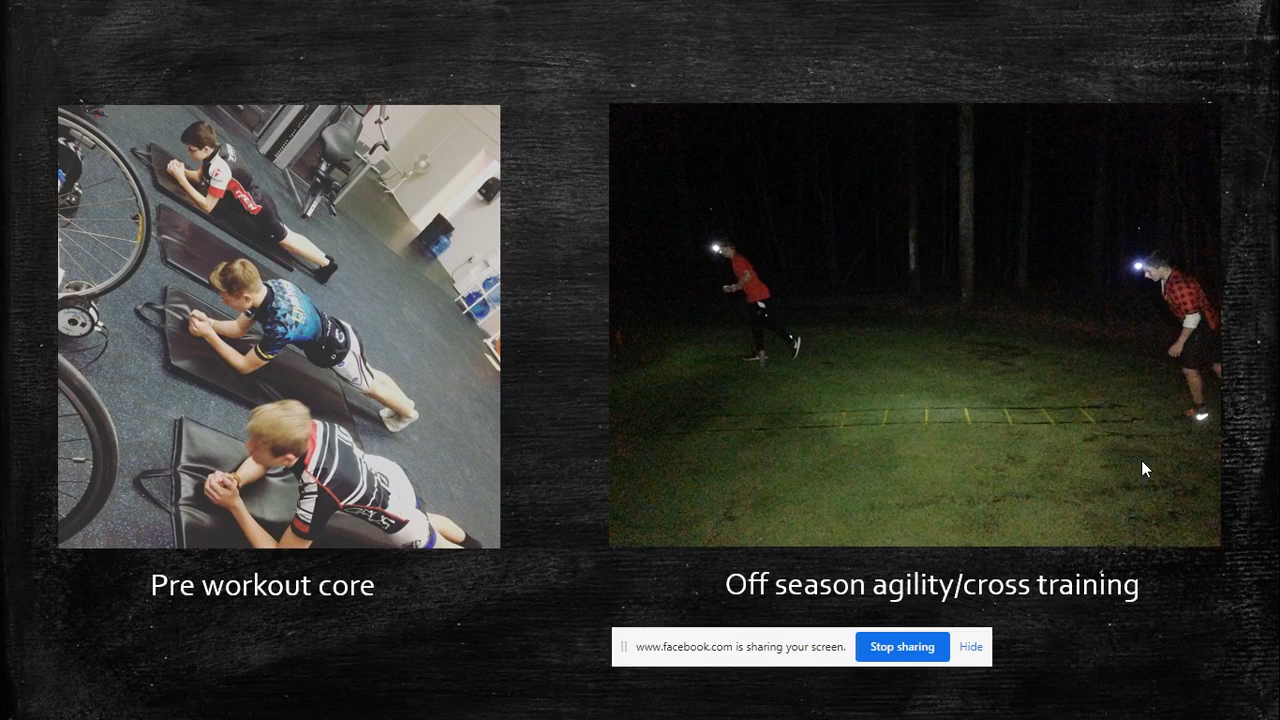 Pre workout core
Off season agility/cross training
www.facebook.com is sharing your screen.
Stop sharing
Hide